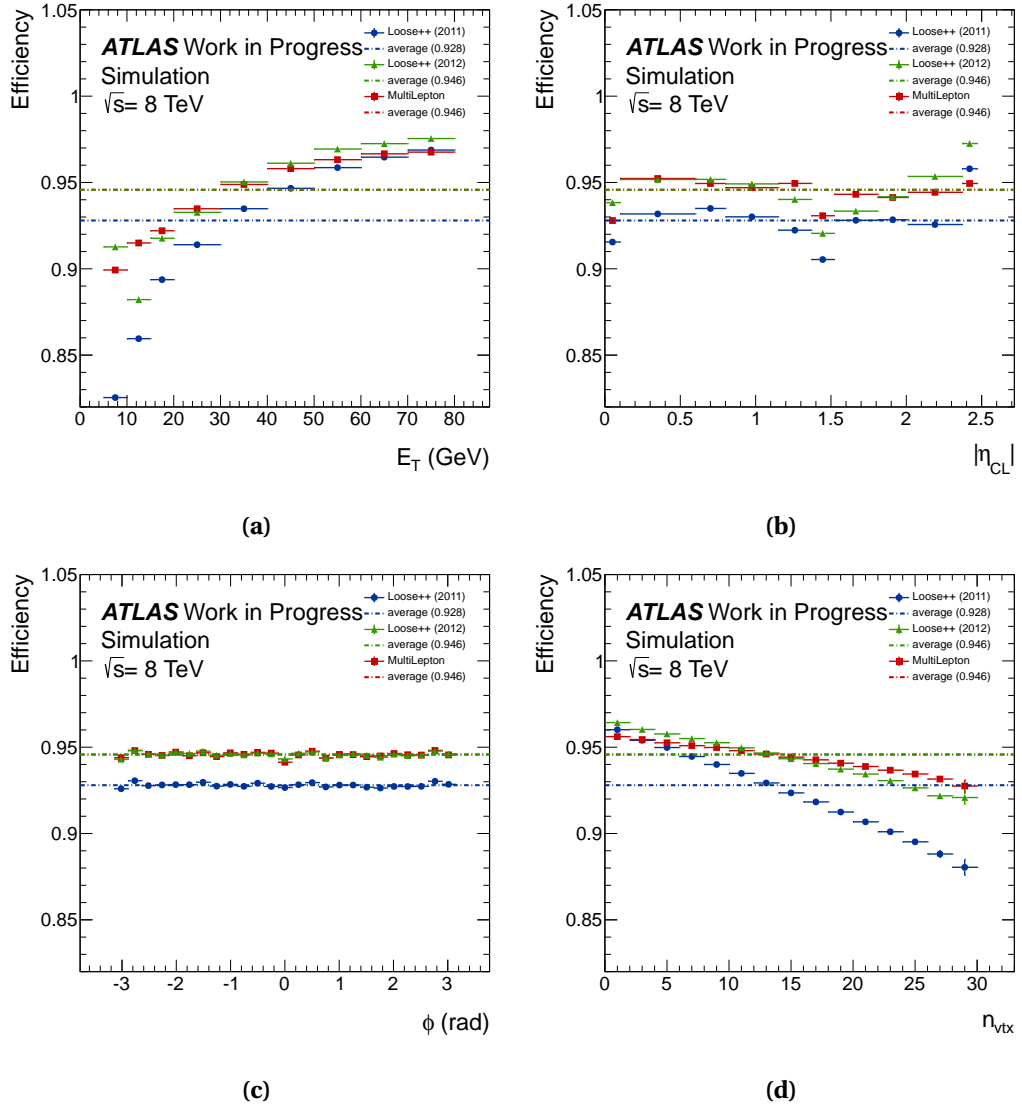 Efficiency
1.05
1
0.95
0.9
0.85
ATLAS Work in Progress
Simulation
√s= 8 TeV
Loose++ (2011)
average (0.928)
Loose++ (2012)
average (0.946)
MultiLepton
average (0.946)
0 10 20 30 40 50 60 70 80
E_T (GeV)
(a)
Efficiency
1.05
1
0.95
0.9
0.85
ATLAS Work in Progress
Simulation
√s= 8 TeV
Loose++ (2011)
average (0.928)
Loose++ (2012)
average (0.946)
MultiLepton
average (0.946)
0 0.5 1 1.5 2 2.5
|η_CL|
(b)
Efficiency
1.05
1
0.95
0.9
0.85
ATLAS Work in Progress
Simulation
√s= 8 TeV
Loose++ (2011)
average (0.928)
Loose++ (2012)
average (0.946)
MultiLepton
average (0.946)
-3 -2 -1 0 1 2 3
ϕ (rad)
(c)
Efficiency
1.05
1
0.95
0.9
0.85
ATLAS Work in Progress
Simulation
√s= 8 TeV
Loose++ (2011)
average (0.928)
Loose++ (2012)
average (0.946)
MultiLepton
average (0.946)
0 5 10 15 20 25 30
n_vtx
(d)